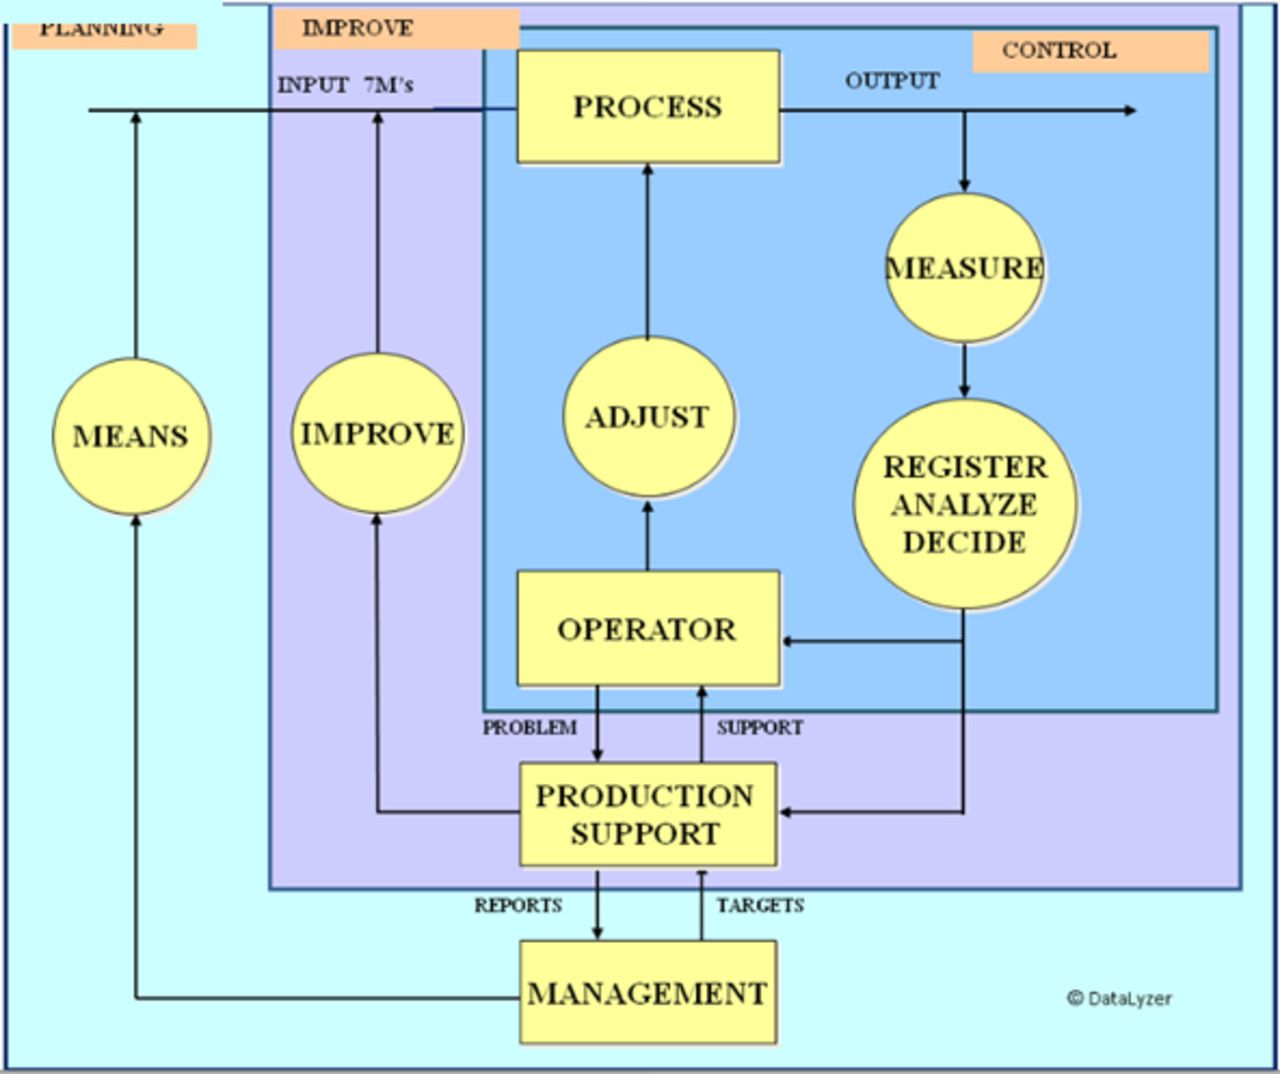 PLANNING
IMPROVE
CONTROL
INPUT 7M's
PROCESS
OUTPUT
MEASURE
MEANS
IMPROVE
ADJUST
REGISTER
ANALYZE
DECIDE
OPERATOR
PROBLEM
SUPPORT
PRODUCTION
SUPPORT
REPORTS
TARGETS
MANAGEMENT
© DataLyzer